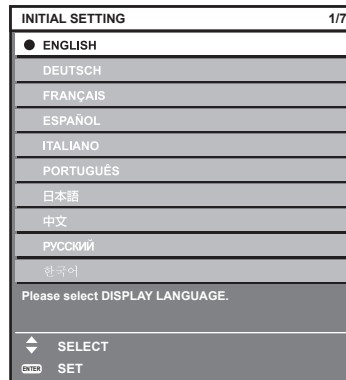 INITIAL SETTING 1/7
ENGLISH
DEUTSCH
FRANÇAIS
ESPAÑOL
ITALIANO
PORTUGUÊS
日本語
中文
РУССКИЙ
한국어
Please select DISPLAY LANGUAGE.
SELECT
ENTER SET